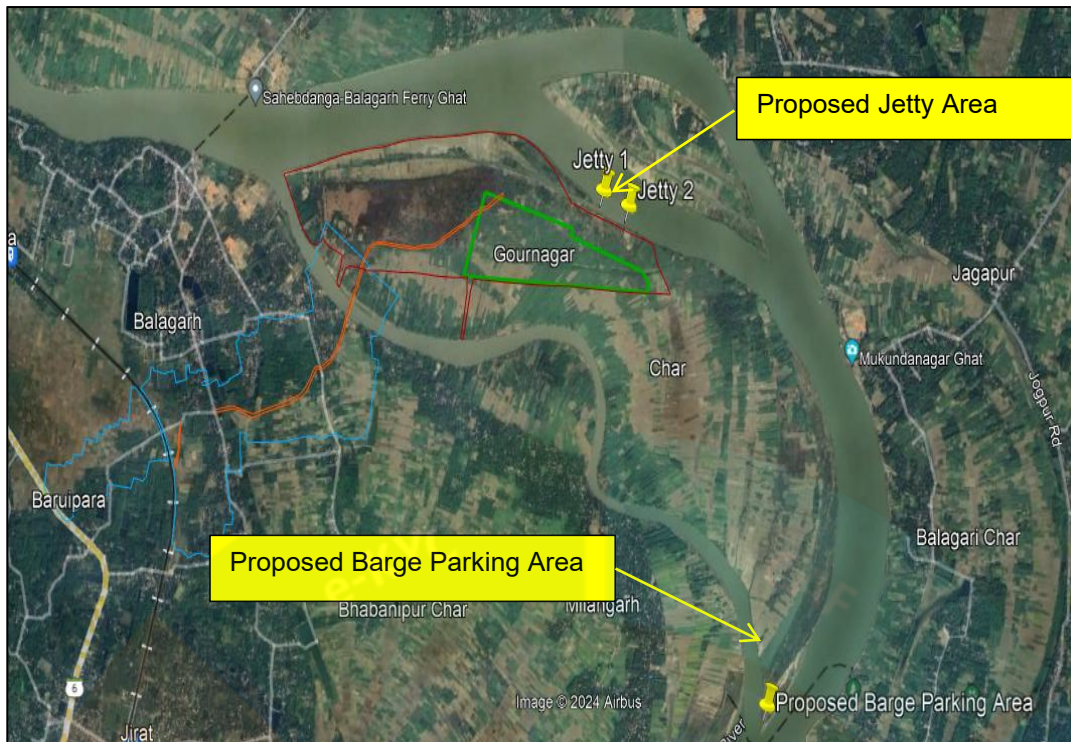 Sahebdanga-Balagarh Ferry Ghat
Proposed Jetty Area
Jetty 1
Jetty 2
a
Gournagar
Jagapur
Balagarh
Mukundanagar Ghat
Char
Jogpur Rd
Baruipara
Balagari Char
Proposed Barge Parking Area
Bhabanipur Char
Milangarh
6
Image © 2024 Airbus
Proposed Barge Parking Area
River
Jirat